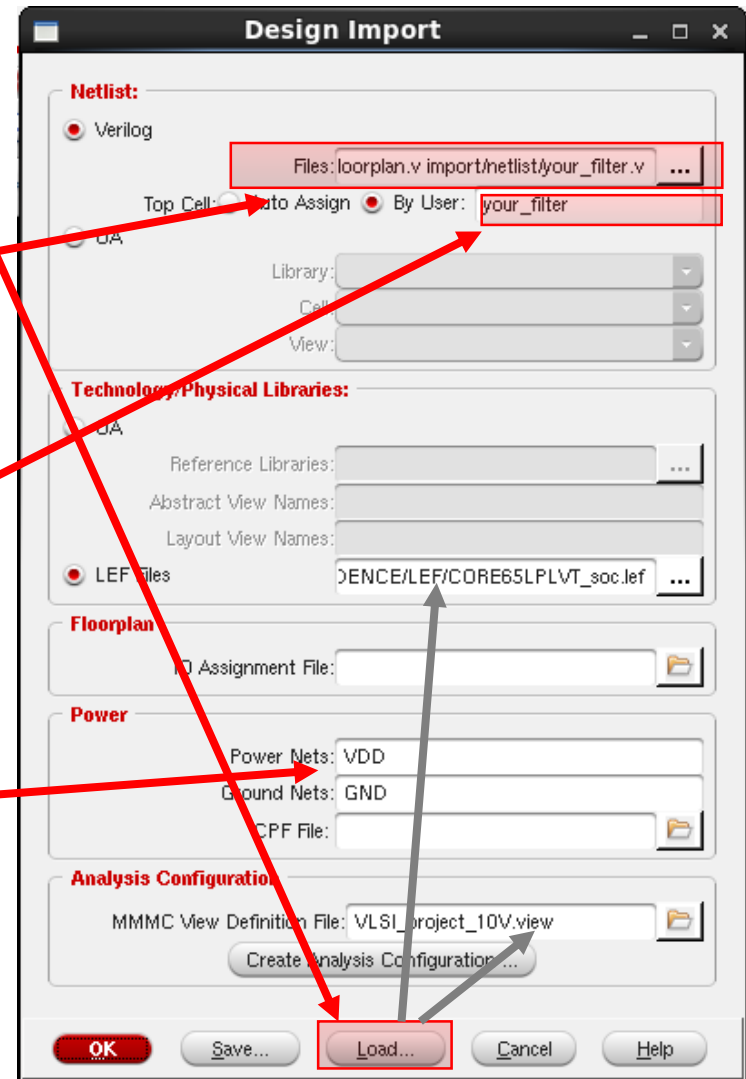 Design Import
Netlist:
Verilog
Files: loorplan.v import/netlist/your_filter.v ...
Top Cell: Auto Assign By User: your_filter
OA
Library:
Cell:
View:
Technology/Physical Libraries:
OA
Reference Libraries: ...
Abstract View Names:
Layout View Names:
LEF Files DENCE/LEF/CORE65LPLVT_soc.lef ...
Floorplan
IO Assignment File:
Power
Power Nets: VDD
Ground Nets: GND
CPF File:
Analysis Configuration
MMMC View Definition File: VLSI_project_10V.view
Create Analysis Configuration ...
OK Save... Load... Cancel Help